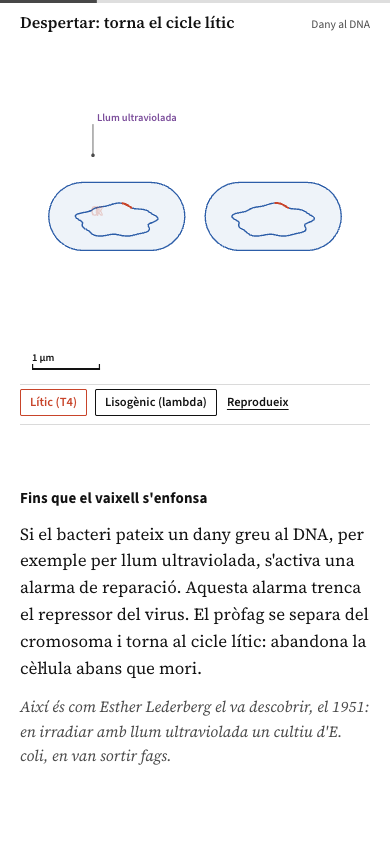 Despertar: torna el cicle lític
Dany al DNA
Llum ultraviolada
1 µm
Lític (T4)
Lisogènic (lambda)
Reprodueix
Fins que el vaixell s'enfonsa
Si el bacteri pateix un dany greu al DNA, per
exemple per llum ultraviolada, s'activa una
alarma de reparació. Aquesta alarma trenca
el repressor del virus. El pròfag se separa del
cromosoma i torna al cicle lític: abandona la
cèl·lula abans que mori.
Així és com Esther Lederberg el va descobrir, el 1951:
en irradiar amb llum ultraviolada un cultiu d'E.
coli, en van sortir fags.